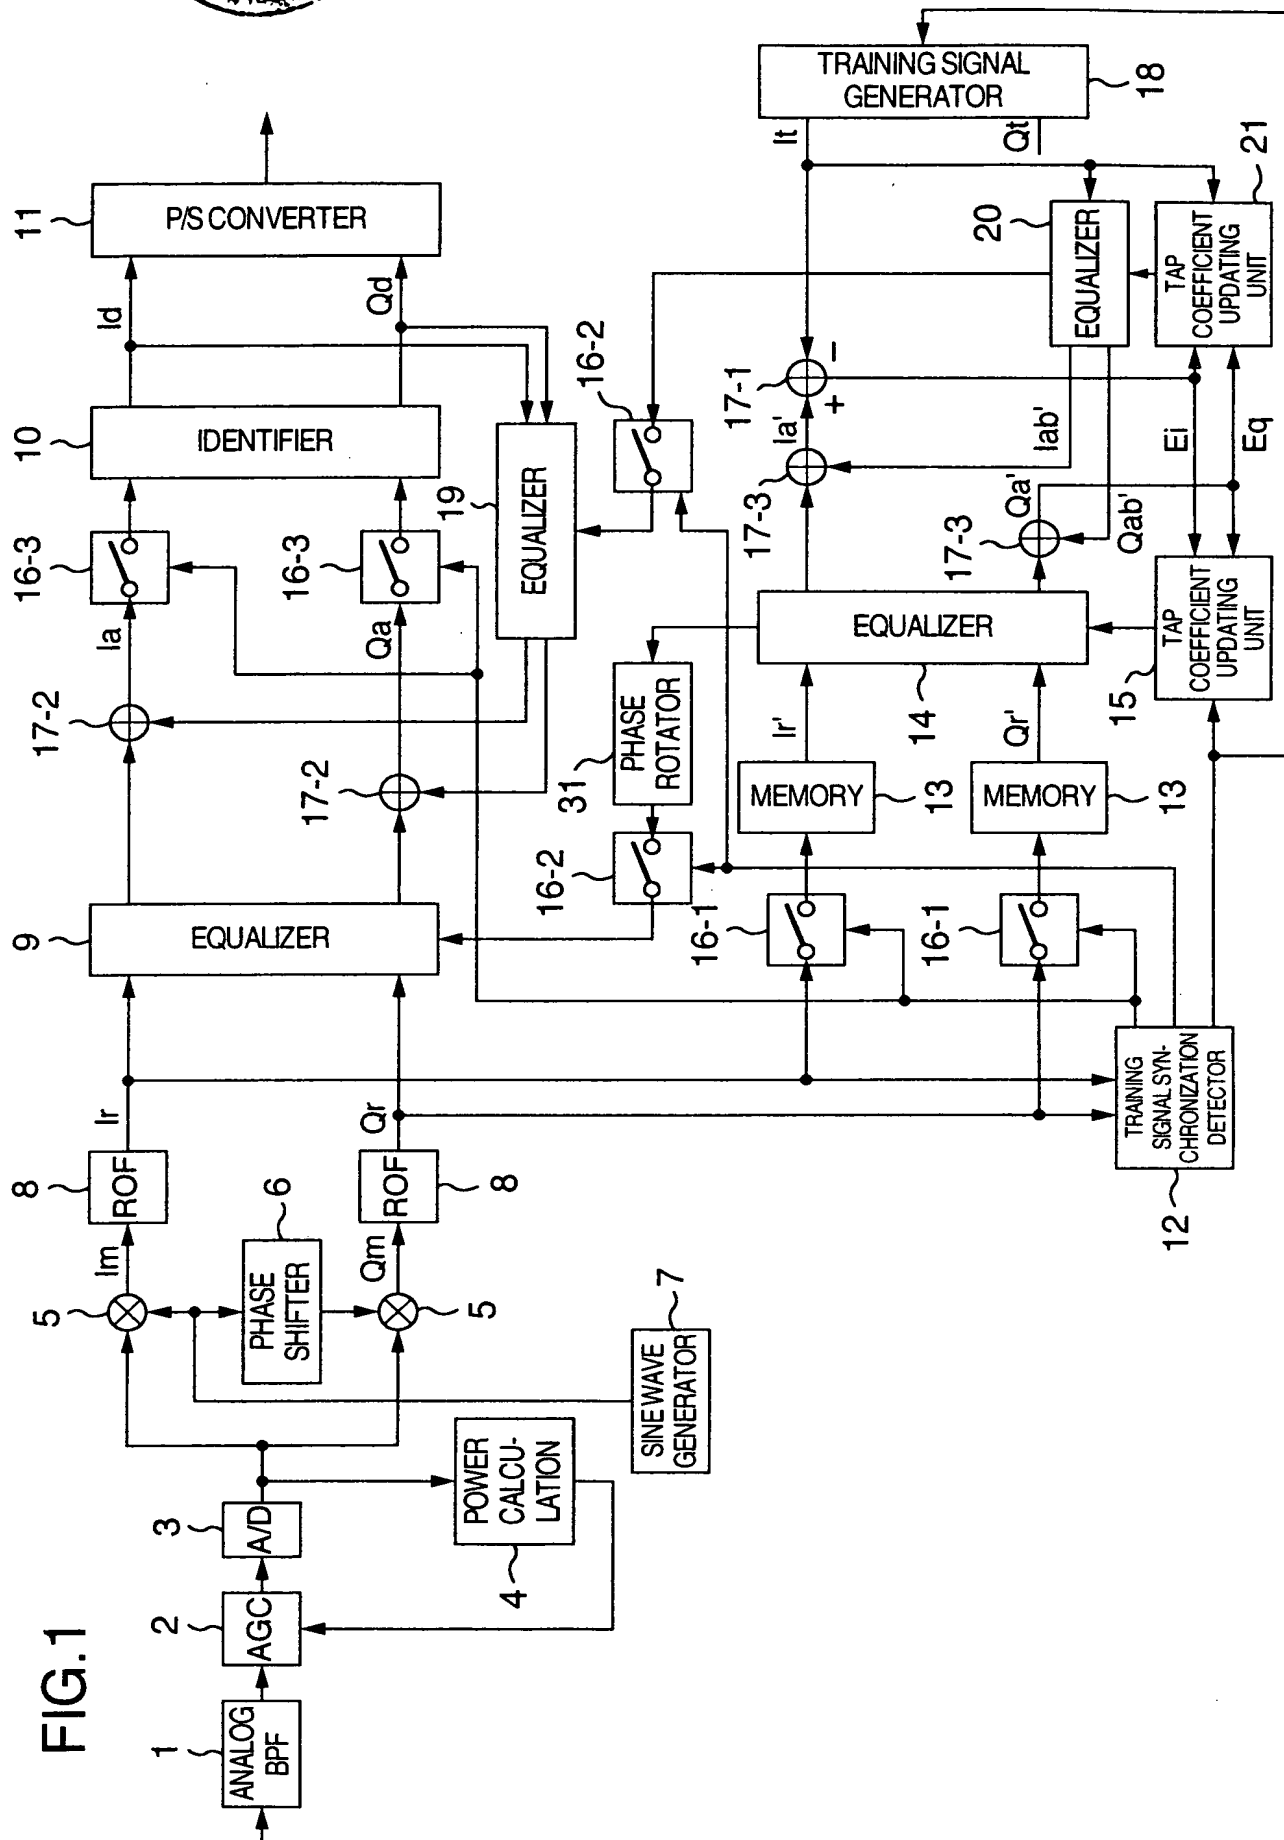 FIG.1
1
ANALOG
BPF
2
AGC
3
A/D
4
POWER
CALCU-
LATION
5
Im
5
Qm
6
PHASE
SHIFTER
7
SINE WAVE
GENERATOR
8
ROF
Ir
8
ROF
Qr
9
EQUALIZER
17-2
Ia
17-2
Qa
16-3
16-3
10
IDENTIFIER
Id
Qd
11
P/S CONVERTER
19
EQUALIZER
16-2
16-2
31
PHASE
ROTATOR
12
TRAINING
SIGNAL SYN-
CHRONIZATION
DETECTOR
16-1
16-1
MEMORY
13
MEMORY
13
Ir'
Qr'
14
EQUALIZER
15
TAP
COEFFICIENT
UPDATING
UNIT
17-3
Ia'
17-3
Qa'
Iab'
Qab'
17-1
+
−
Ei
Eq
20
EQUALIZER
21
TAP
COEFFICIENT
UPDATING
UNIT
It
Qt
18
TRAINING SIGNAL
GENERATOR